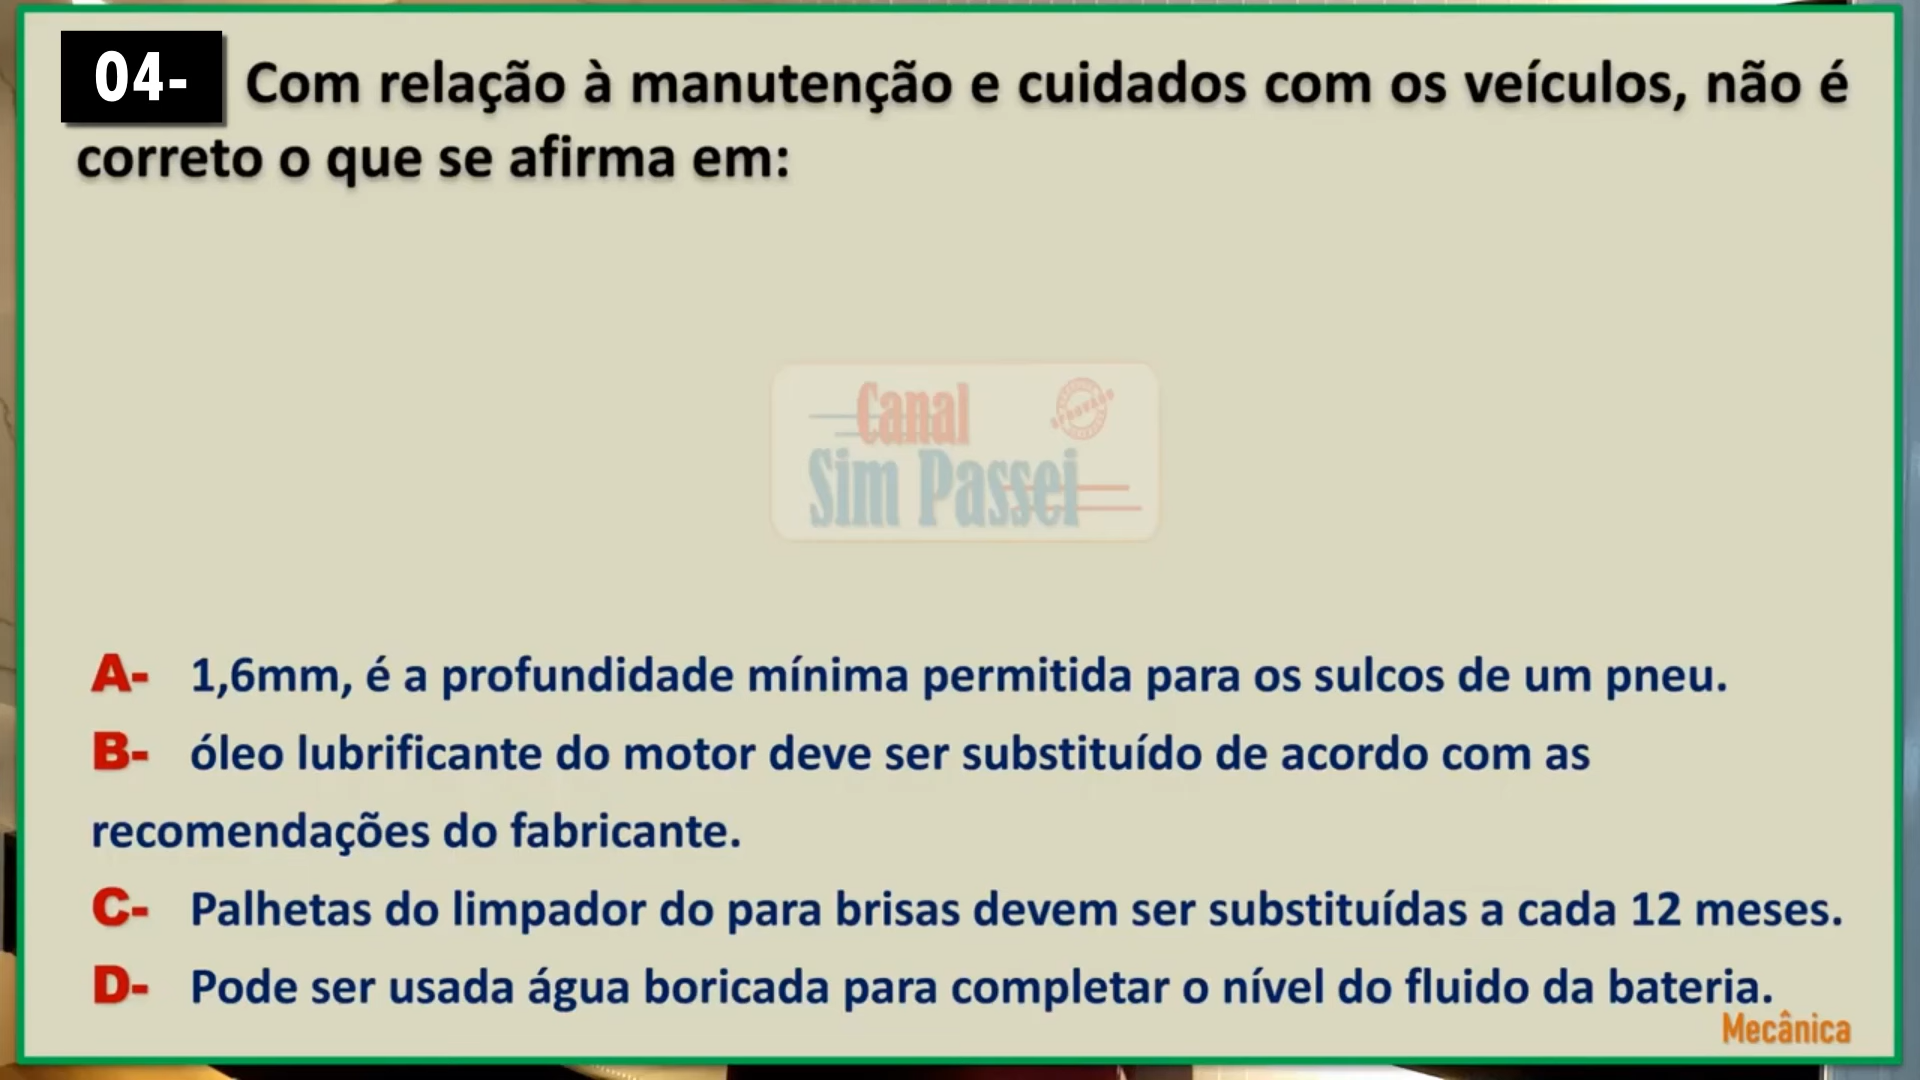 04- Com relação à manutenção e cuidados com os veículos, não é
correto o que se afirma em:
Canal
APROVADO
Sim Passei
A- 1,6mm, é a profundidade mínima permitida para os sulcos de um pneu.
B- óleo lubrificante do motor deve ser substituído de acordo com as
recomendações do fabricante.
C- Palhetas do limpador do para brisas devem ser substituídas a cada 12 meses.
D- Pode ser usada água boricada para completar o nível do fluido da bateria.
Mecânica